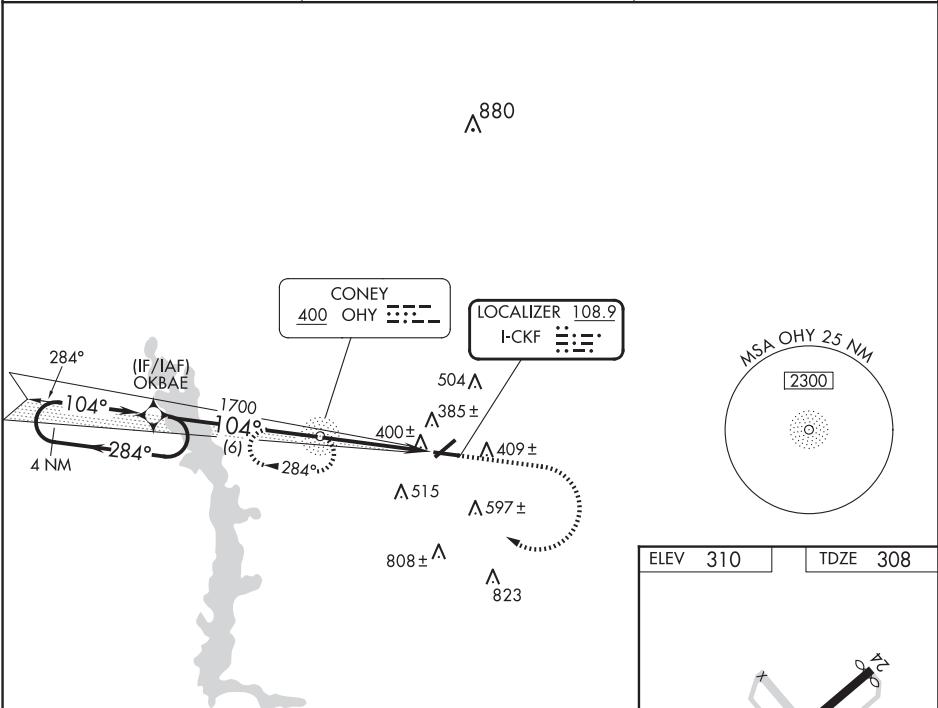 880
CONEY
400 OHY
LOCALIZER 108.9
I-CKF
MSA OHY 25 NM
2300
284°
(IF/IAF)
OKBAE
104°
1700
104°
(6)
284°
4 NM
284°
504
385 ±
400 ±
409 ±
515
597 ±
808 ±
823
ELEV 310
TDZE 308
24
X